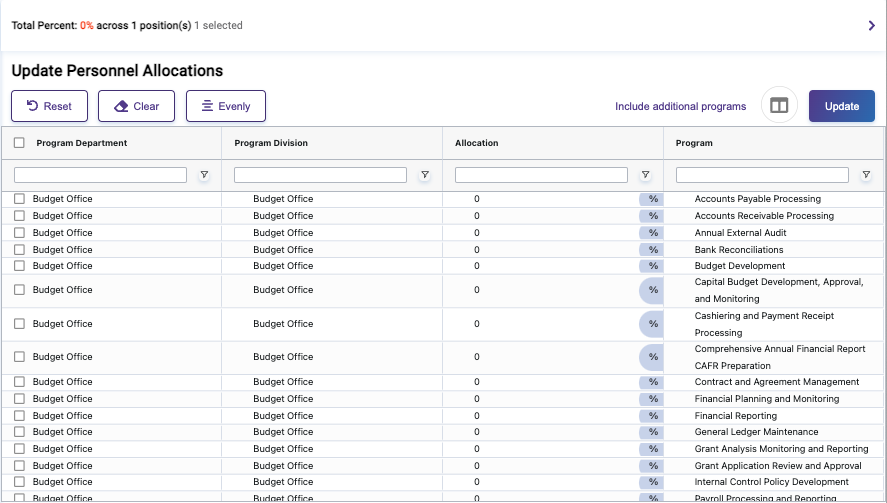 Total Percent: 0% across 1 position(s) 1 selected
Update Personnel Allocations
Reset Clear Evenly Include additional programs Update
Program Department Program Division Allocation Program
Budget Office Budget Office 0 % Accounts Payable Processing
Budget Office Budget Office 0 % Accounts Receivable Processing
Budget Office Budget Office 0 % Annual External Audit
Budget Office Budget Office 0 % Bank Reconciliations
Budget Office Budget Office 0 % Budget Development
Budget Office Budget Office 0 % Capital Budget Development, Approval,
and Monitoring
Budget Office Budget Office 0 % Cashiering and Payment Receipt
Processing
Budget Office Budget Office 0 % Comprehensive Annual Financial Report
CAFR Preparation
Budget Office Budget Office 0 % Contract and Agreement Management
Budget Office Budget Office 0 % Financial Planning and Monitoring
Budget Office Budget Office 0 % Financial Reporting
Budget Office Budget Office 0 % General Ledger Maintenance
Budget Office Budget Office 0 % Grant Analysis Monitoring and Reporting
Budget Office Budget Office 0 % Grant Application Review and Approval
Budget Office Budget Office 0 % Internal Control Policy Development
Budget Office Budget Office 0 % Payroll Processing and Reporting